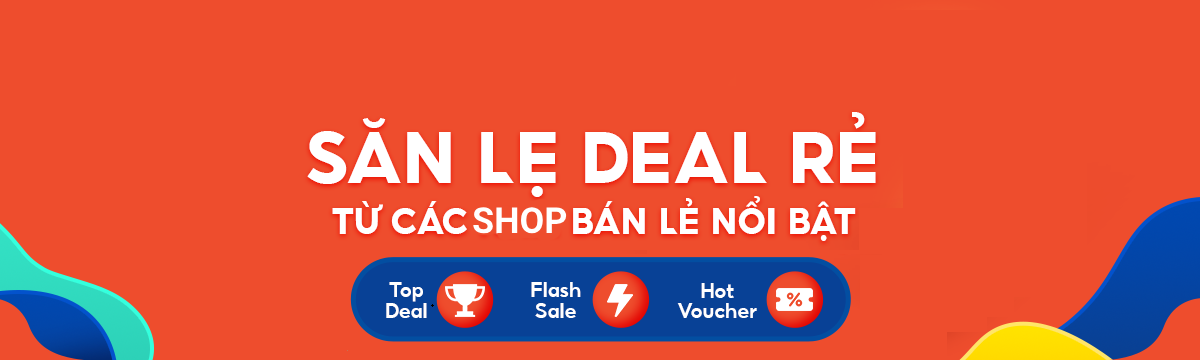 SĂN LẸ DEAL RẺ
TỪ CÁC SHOP BÁN LẺ NỔI BẬT
Top Deal
Flash Sale
Hot Voucher
%